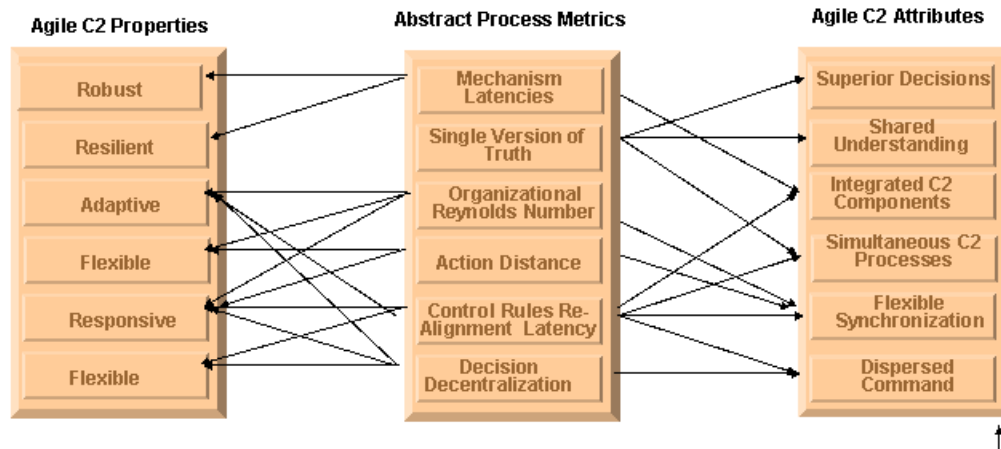 Agile C2 Properties
Abstract Process Metrics
Agile C2 Attributes
Robust
Resilient
Adaptive
Flexible
Responsive
Flexible
Mechanism
Latencies
Single Version of
Truth
Organizational
Reynolds Number
Action Distance
Control Rules Re-
Alignment Latency
Decision
Decentralization
Superior Decisions
Shared
Understanding
Integrated C2
Components
Simultaneous C2
Processes
Flexible
Synchronization
Dispersed
Command